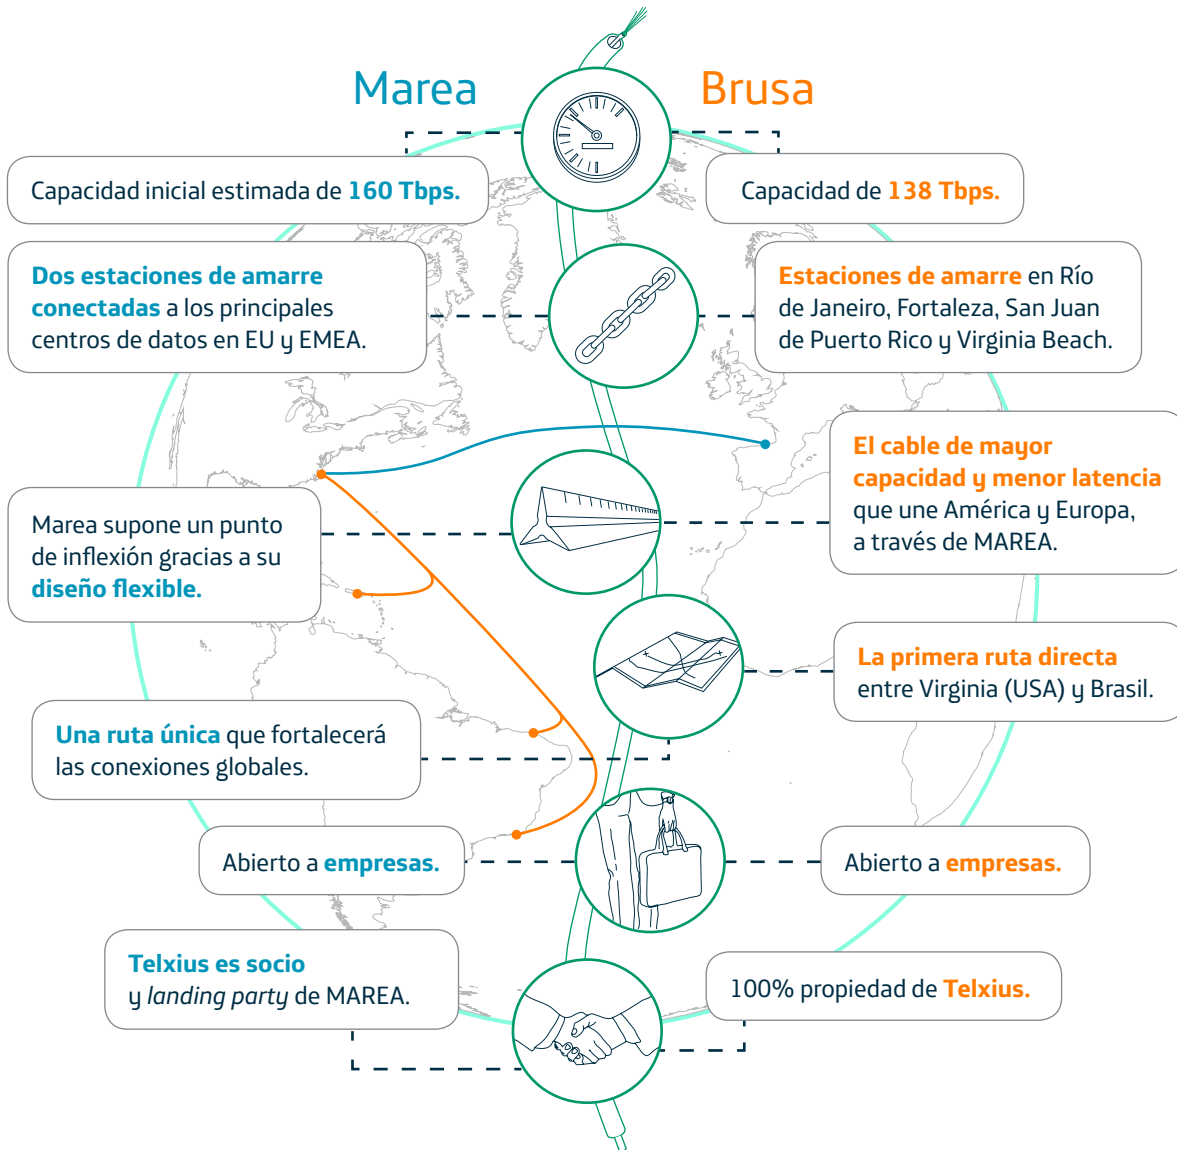 Marea
Brusa
Capacidad inicial estimada de 160 Tbps.
Capacidad de 138 Tbps.
Dos estaciones de amarre
conectadas a los principales
centros de datos en EU y EMEA.
Estaciones de amarre en Río
de Janeiro, Fortaleza, San Juan
de Puerto Rico y Virginia Beach.
El cable de mayor
capacidad y menor latencia
que une América y Europa,
a través de MAREA.
Marea supone un punto
de inflexión gracias a su
diseño flexible.
La primera ruta directa
entre Virginia (USA) y Brasil.
Una ruta única que fortalecerá
las conexiones globales.
Abierto a empresas.
Abierto a empresas.
Telxius es socio
y landing party de MAREA.
100% propiedad de Telxius.